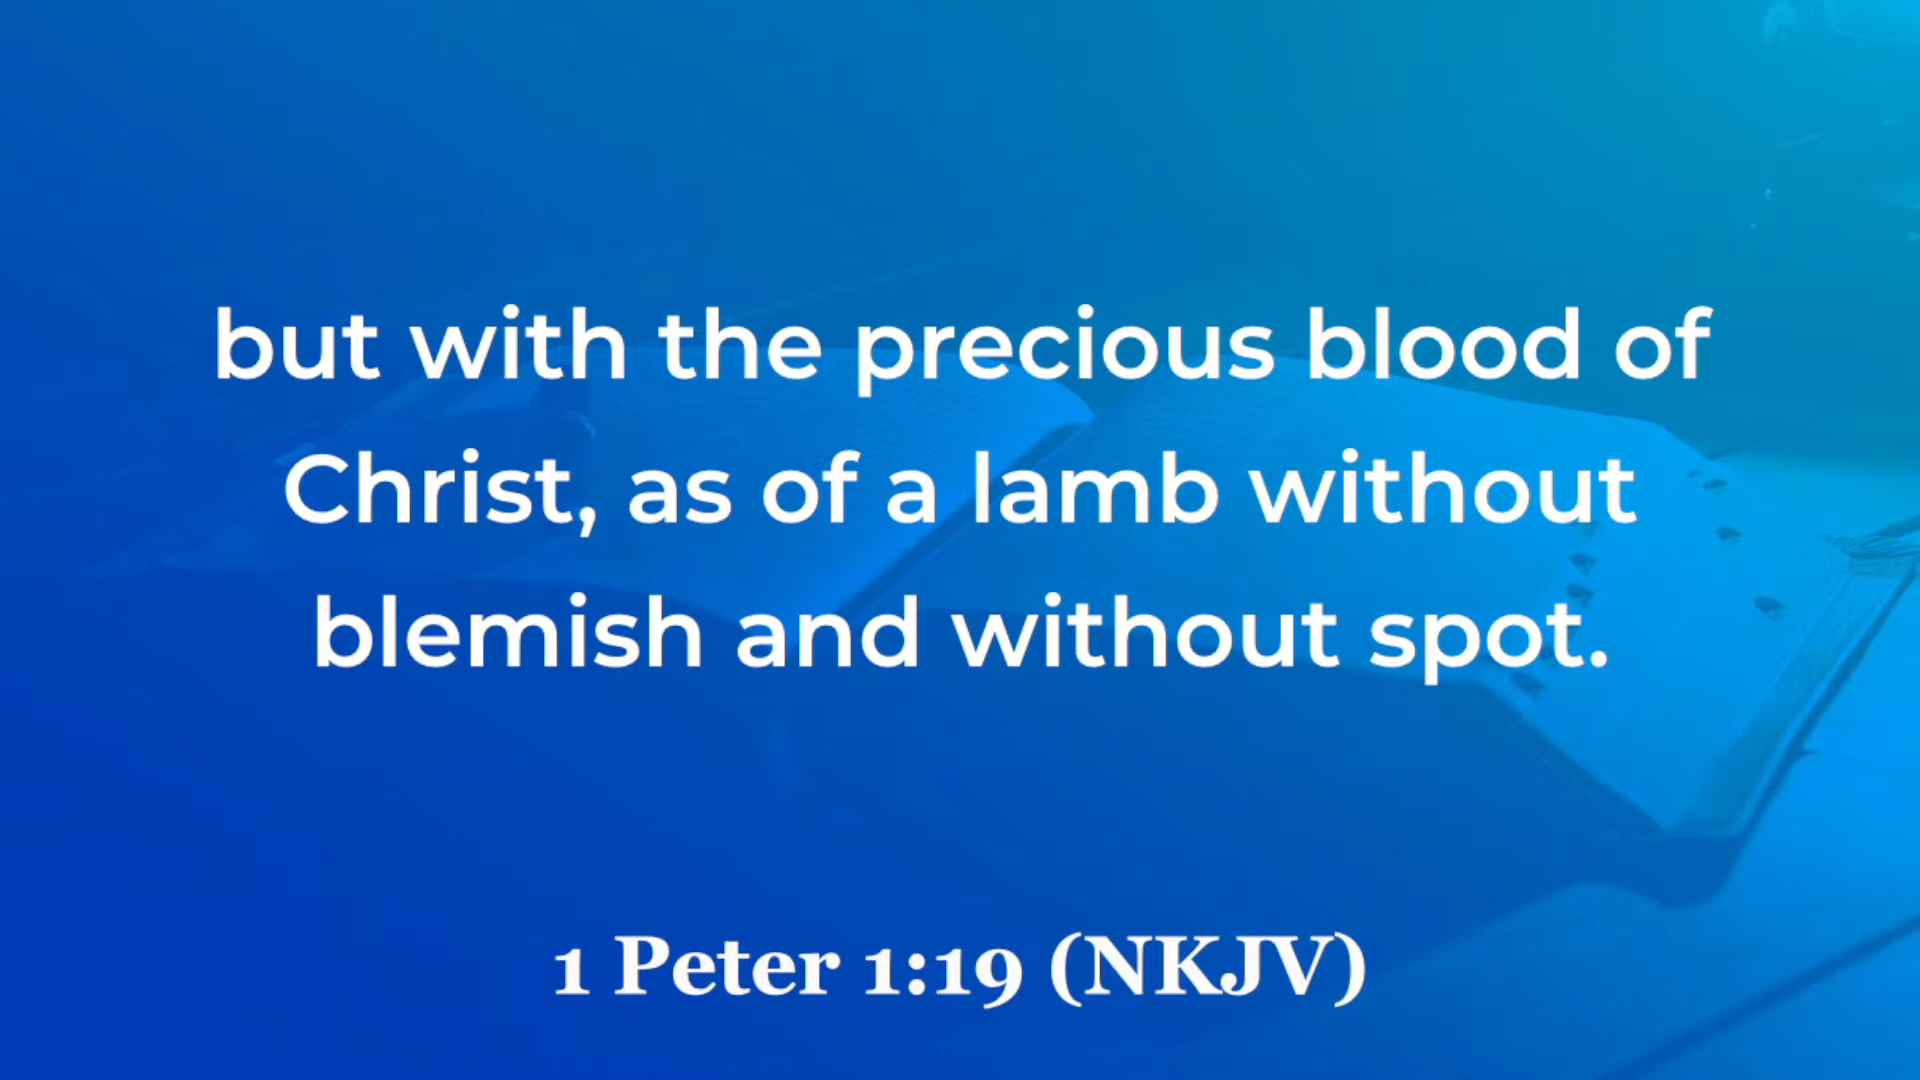 but with the precious blood of
Christ, as of a lamb without
blemish and without spot.
1 Peter 1:19 (NKJV)